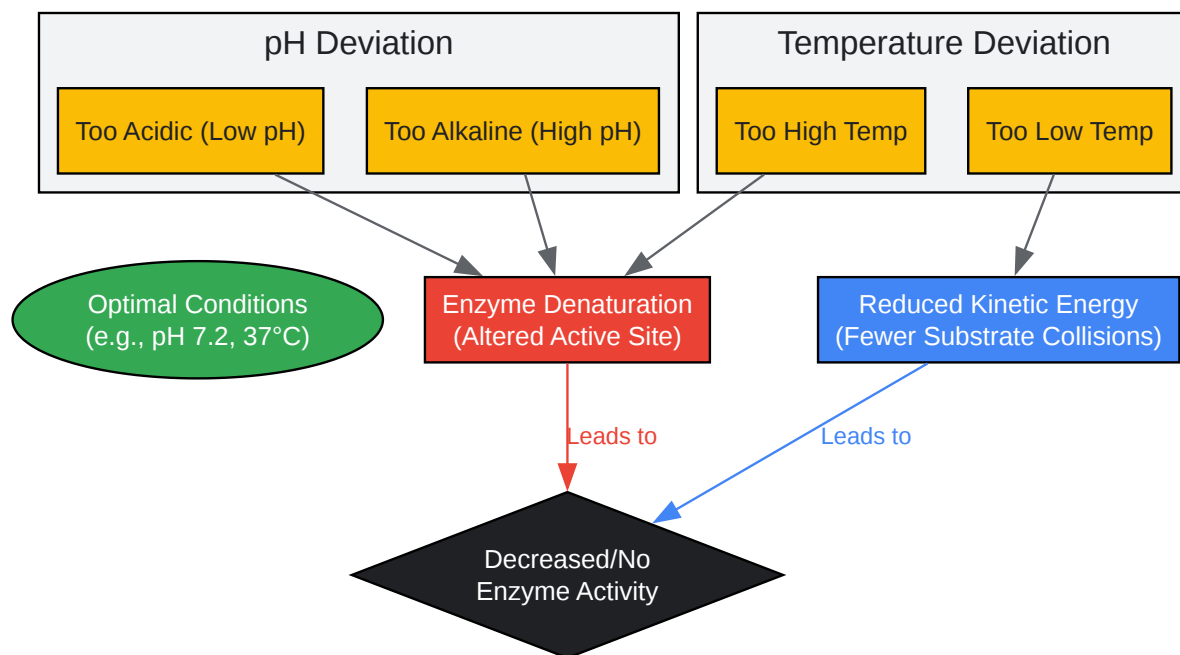 pH Deviation
Temperature Deviation
Too Acidic (Low pH)
Too Alkaline (High pH)
Too High Temp
Too Low Temp
Optimal Conditions
(e.g., pH 7.2, 37°C)
Enzyme Denaturation
(Altered Active Site)
Reduced Kinetic Energy
(Fewer Substrate Collisions)
Leads to
Leads to
Decreased/No
Enzyme Activity